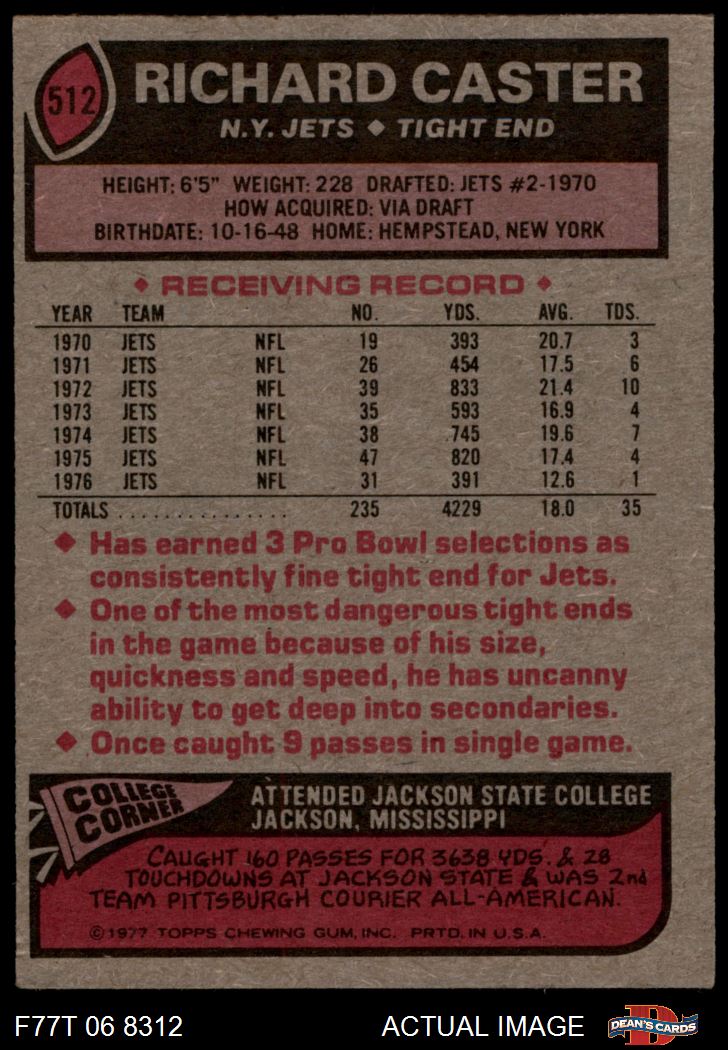 512
RICHARD CASTER
N.Y. JETS ◆ TIGHT END
HEIGHT: 6'5" WEIGHT: 228 DRAFTED: JETS #2-1970
HOW ACQUIRED: VIA DRAFT
BIRTHDATE: 10-16-48 HOME: HEMPSTEAD, NEW YORK
◆ RECEIVING RECORD ◆
YEAR TEAM NO. YDS. AVG. TDS.
1970 JETS NFL 19 393 20.7 3
1971 JETS NFL 26 454 17.5 6
1972 JETS NFL 39 833 21.4 10
1973 JETS NFL 35 593 16.9 4
1974 JETS NFL 38 745 19.6 7
1975 JETS NFL 47 820 17.4 4
1976 JETS NFL 31 391 12.6 1
TOTALS . . . . . . . . . . . . . . . 235 4229 18.0 35
◆ Has earned 3 Pro Bowl selections as
consistently fine tight end for Jets.
◆ One of the most dangerous tight ends
in the game because of his size,
quickness and speed, he has uncanny
ability to get deep into secondaries.
◆ Once caught 9 passes in single game.
COLLEGE
CORNER
ATTENDED JACKSON STATE COLLEGE
JACKSON, MISSISSIPPI
CAUGHT 160 PASSES FOR 3638 YDS. & 28
TOUCHDOWNS AT JACKSON STATE & WAS 2nd
TEAM PITTSBURGH COURIER ALL-AMERICAN.
©1977 TOPPS CHEWING GUM, INC. PRTD. IN U.S.A.
F77T 06 8312
ACTUAL IMAGE
D
DEAN'S CARDS